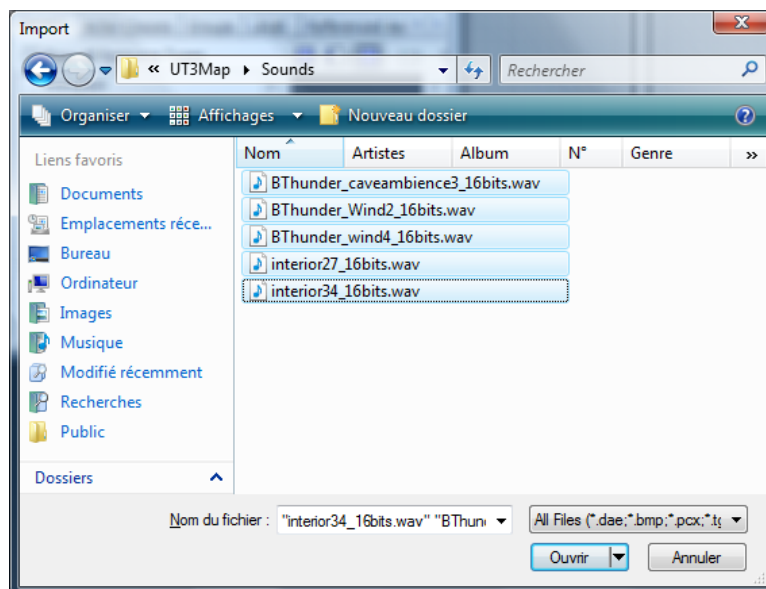 Import
« UT3Map Sounds
Rechercher
Organiser Affichages Nouveau dossier
Liens favoris
Documents
Emplacements réce...
Bureau
Ordinateur
Images
Musique
Modifié récemment
Recherches
Public
Dossiers
Nom Artistes Album N° Genre »
BThunder_caveambience3_16bits.wav
BThunder_Wind2_16bits.wav
BThunder_wind4_16bits.wav
interior27_16bits.wav
interior34_16bits.wav
Nom du fichier : "interior34_16bits.wav" "BThun
All Files (*.dae;*.bmp;*.pcx;*.tg
Ouvrir Annuler